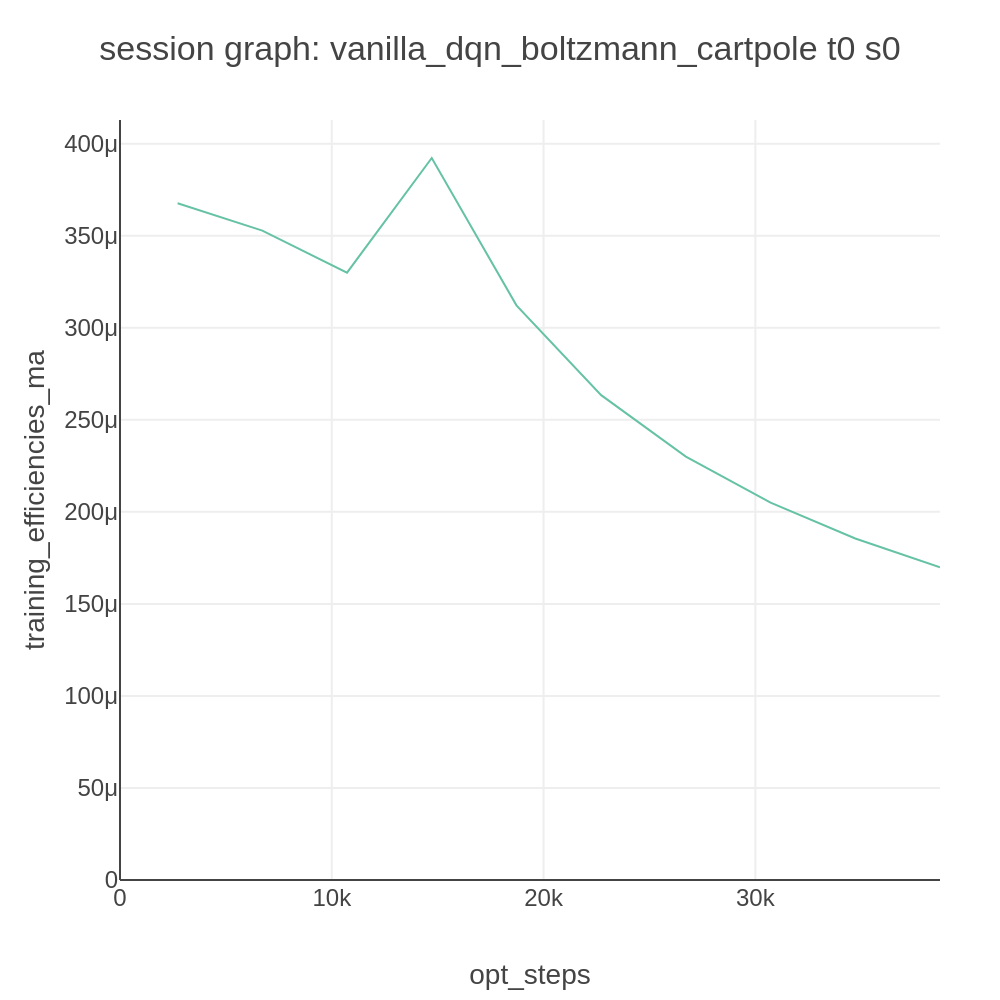 session graph: vanilla_dqn_boltzmann_cartpole t0 s0
training_efficiencies_ma
400μ
350μ
300μ
250μ
200μ
150μ
100μ
50μ
0
0 10k 20k 30k
opt_steps